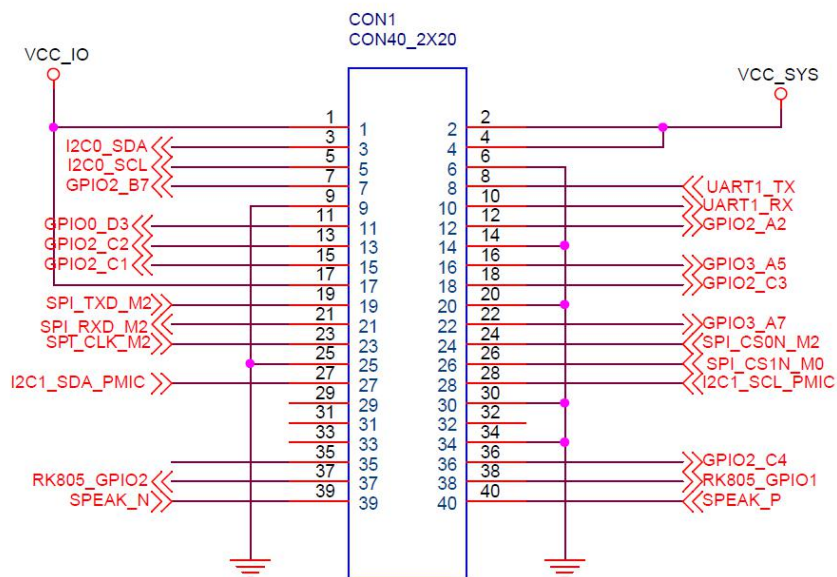 CON1
CON40_2X20
VCC_IO
VCC_SYS
1 1 2 2
I2C0_SDA 3 3 4 4
I2C0_SCL 5 5 6 6
GPIO2_B7 7 7 8 8 UART1_TX
9 9 10 10 UART1_RX
GPIO0_D3 11 11 12 12 GPIO2_A2
GPIO2_C2 13 13 14 14
GPIO2_C1 15 15 16 16 GPIO3_A5
17 17 18 18 GPIO2_C3
SPI_TXD_M2 19 19 20 20
SPI_RXD_M2 21 21 22 22 GPIO3_A7
SPT_CLK_M2 23 23 24 24 SPI_CS0N_M2
25 25 26 26 SPI_CS1N_M0
I2C1_SDA_PMIC 27 27 28 28 I2C1_SCL_PMIC
29 29 30 30
31 31 32 32
33 33 34 34
35 35 36 36 GPIO2_C4
RK805_GPIO2 37 37 38 38 RK805_GPIO1
SPEAK_N 39 39 40 40 SPEAK_P